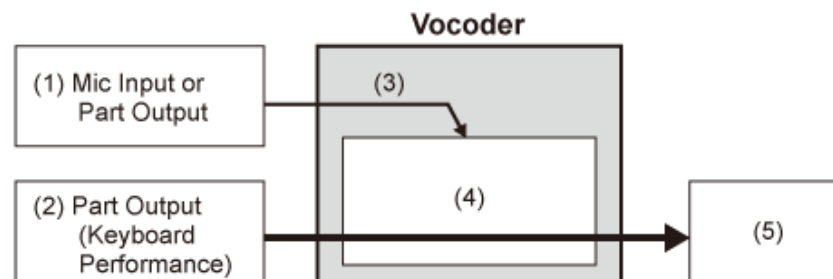 Vocoder
(1) Mic Input or
Part Output
(3)
(2) Part Output
(Keyboard
Performance)
(4)
(5)